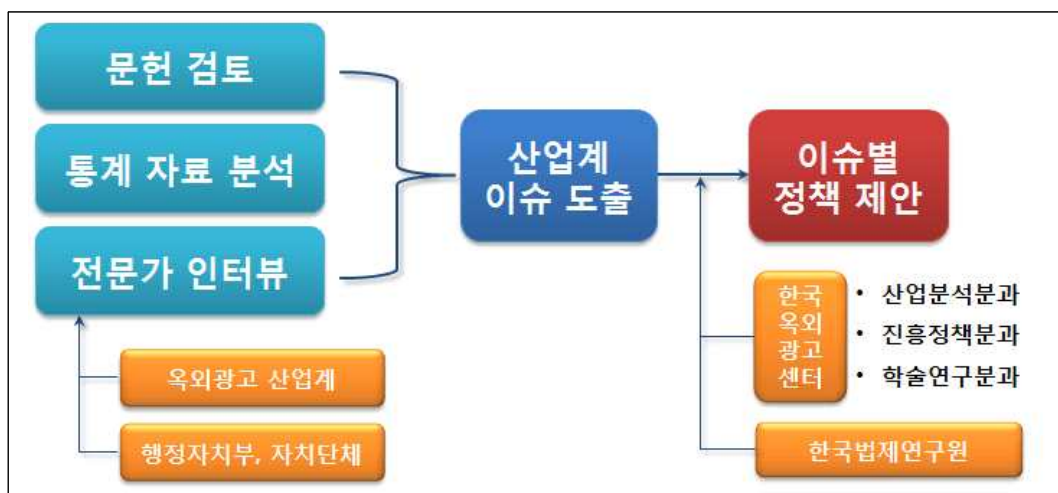 문헌 검토
통계 자료 분석
전문가 인터뷰
옥외광고 산업계
행정자치부, 자치단체
산업계
이슈 도출
이슈별
정책 제안
한국
옥외
광고
센터
• 산업분석분과
• 진흥정책분과
• 학술연구분과
한국법제연구원